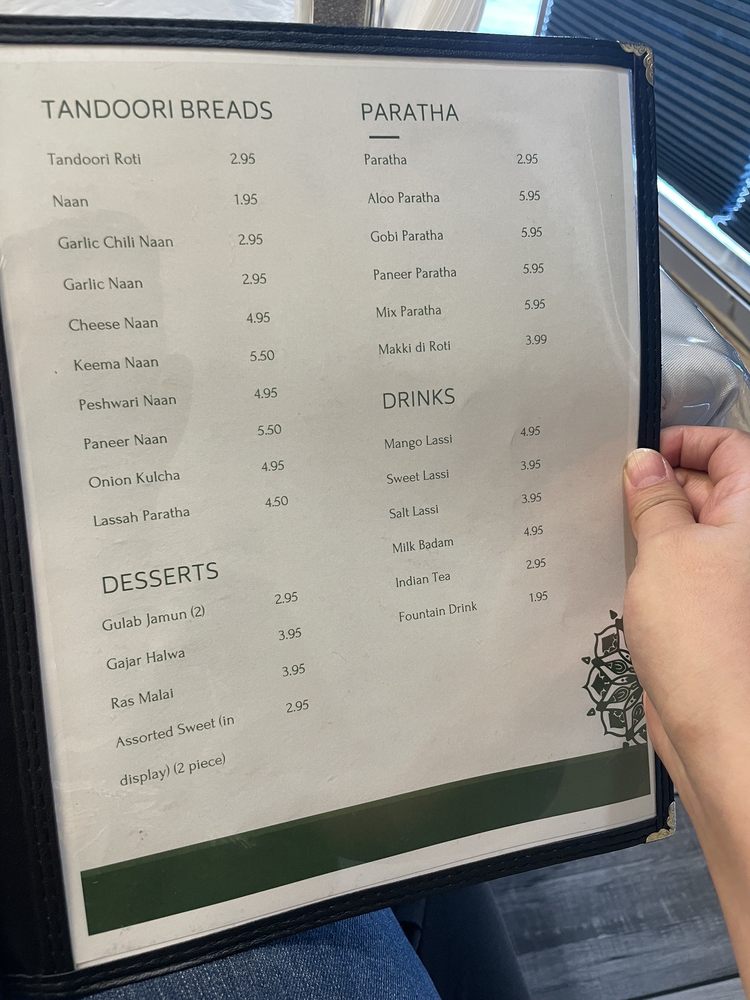 TANDOORI BREADS
Tandoori Roti 2.95
Naan 1.95
Garlic Chili Naan 2.95
Garlic Naan 2.95
Cheese Naan 4.95
Keema Naan 5.50
Peshwari Naan 4.95
Paneer Naan 5.50
Onion Kulcha 4.95
Lassah Paratha 4.50
DESSERTS
Gulab Jamun (2) 2.95
Gajar Halwa 3.95
Ras Malai 3.95
Assorted Sweet (in 2.95
display) (2 piece)
PARATHA
Paratha 2.95
Aloo Paratha 5.95
Gobi Paratha 5.95
Paneer Paratha 5.95
Mix Paratha 5.95
Makki di Roti 3.99
DRINKS
Mango Lassi 4.95
Sweet Lassi 3.95
Salt Lassi 3.95
Milk Badam 4.95
Indian Tea 2.95
Fountain Drink 1.95